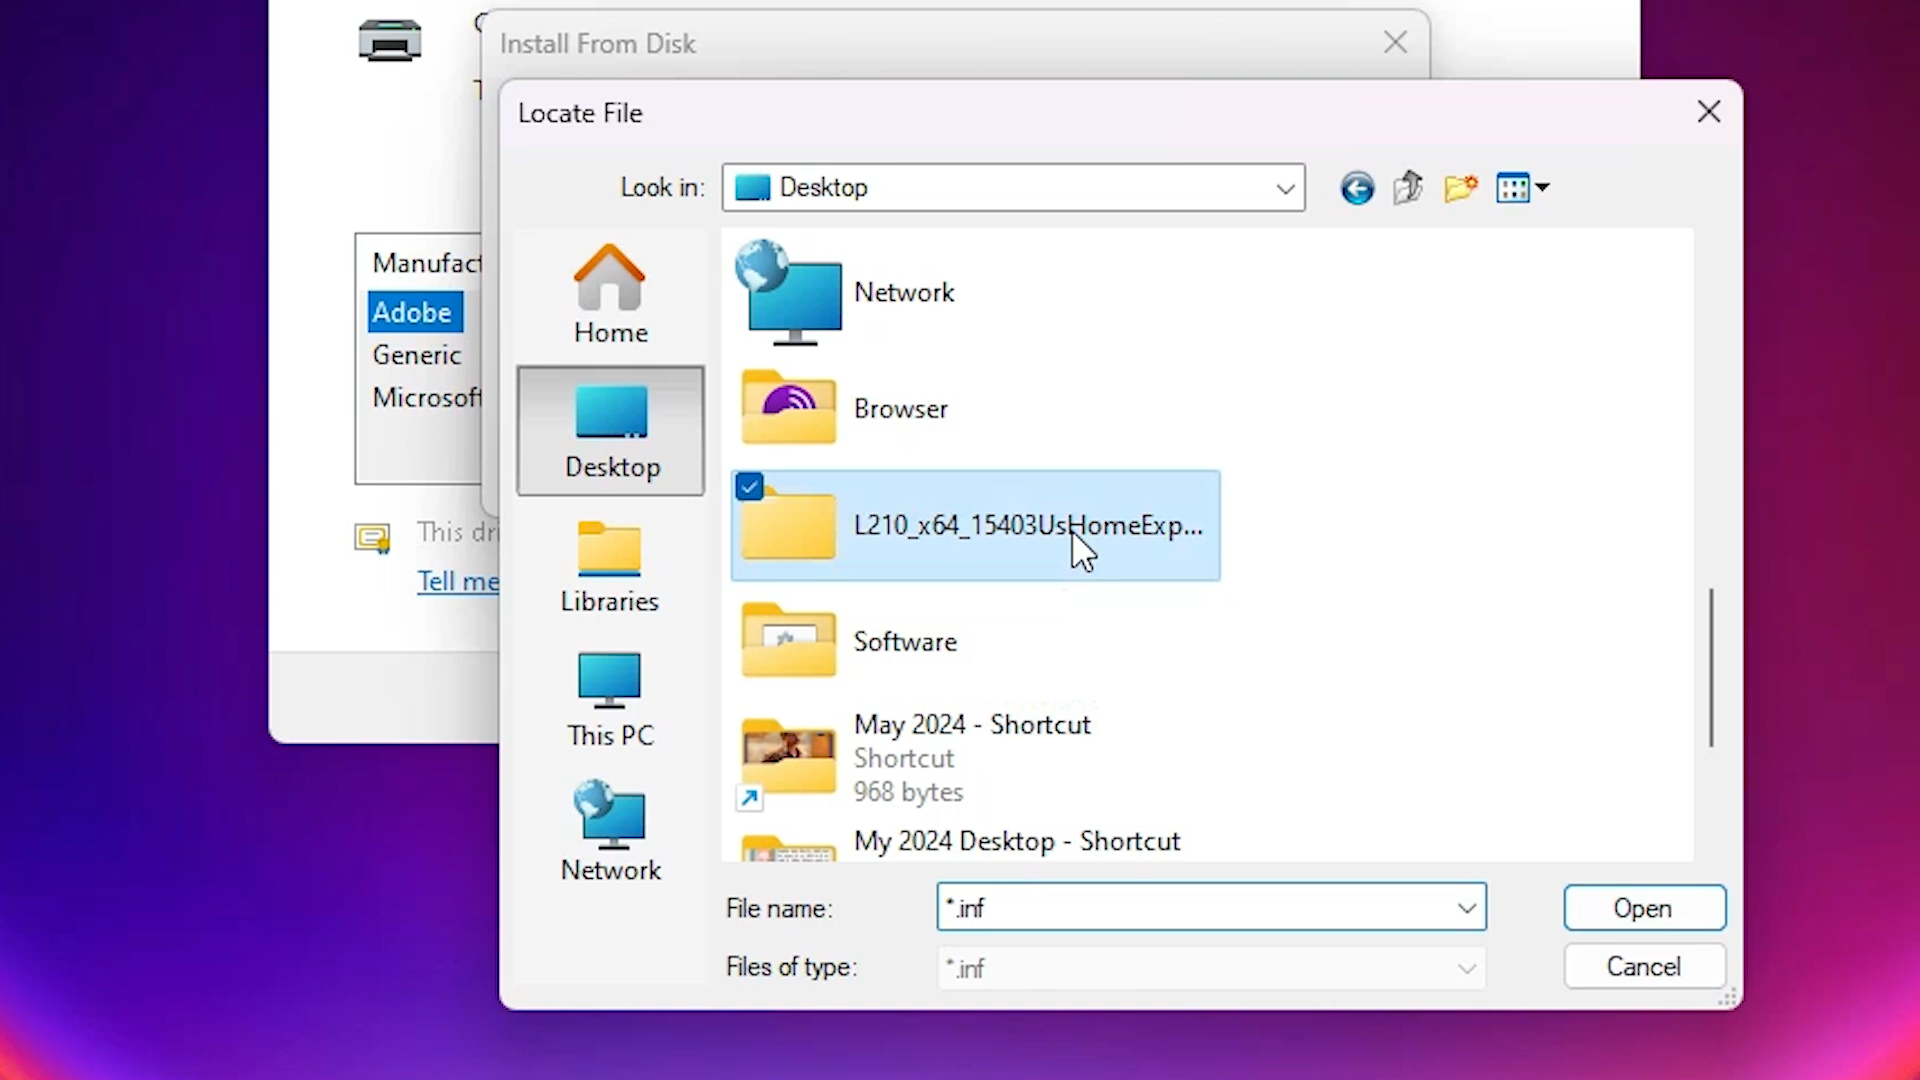 Install From Disk
Locate File
Look in:
Desktop
Manufact
Adobe
Generic
Microsoft
This dri
Tell me
Home
Desktop
Libraries
This PC
Network
Network
Browser
L210_x64_15403UsHomeExp...
Software
May 2024 - Shortcut
Shortcut
968 bytes
My 2024 Desktop - Shortcut
File name:
*.inf
Open
Files of type:
*.inf
Cancel